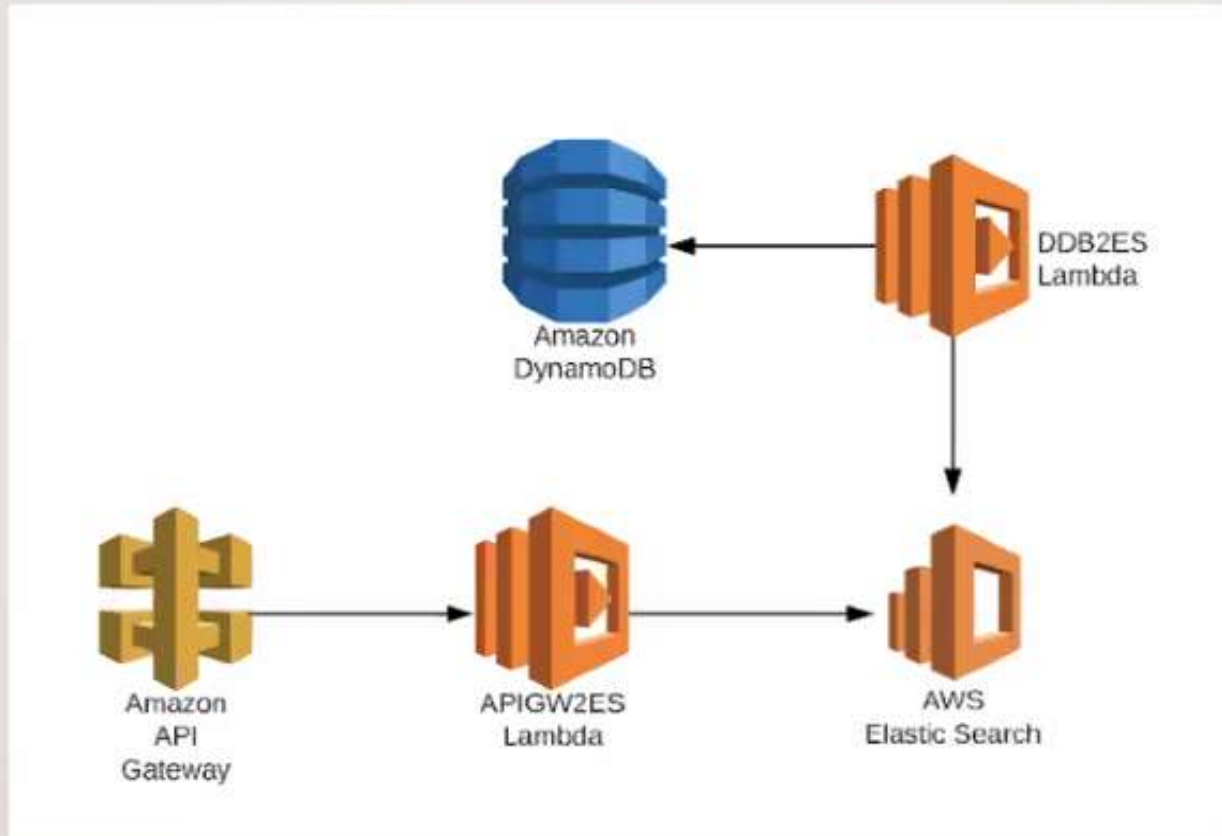 Amazon
DynamoDB
DDB2ES
Lambda
Amazon
API
Gateway
APIGW2ES
Lambda
AWS
Elastic Search